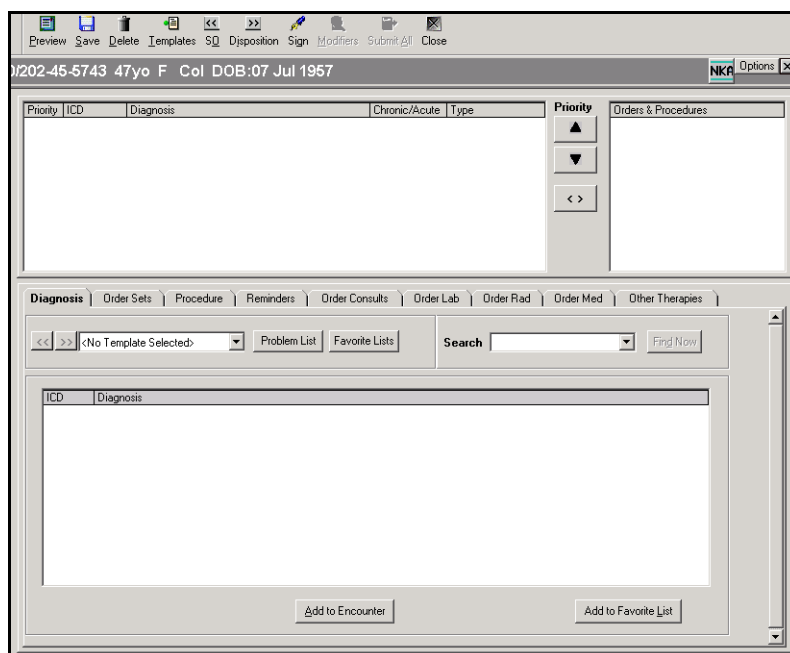 Preview Save Delete Templates SO Disposition Sign Modifiers Submit All Close
/202-45-5743 47yo F Col DOB:07 Jul 1957 NKA Options
Priority ICD Diagnosis Chronic/Acute Type Priority Orders & Procedures
< >
Diagnosis Order Sets Procedure Reminders Order Consults Order Lab Order Rad Order Med Other Therapies
<< >> <No Template Selected> Problem List Favorite Lists Search Find Now
ICD Diagnosis
Add to Encounter Add to Favorite List